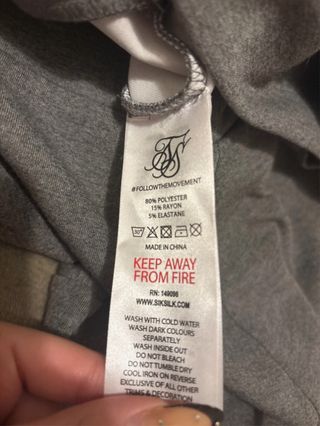 #FOLLOWTHEMOVEMENT
80% POLYESTER
15% RAYON
5% ELASTANE
30°
MADE IN CHINA
KEEP AWAY
FROM FIRE
RN: 149098
WWW.SIKSILK.COM
WASH WITH COLD WATER
WASH DARK COLOURS
SEPARATELY
WASH INSIDE OUT
DO NOT BLEACH
DO NOT TUMBLE DRY
COOL IRON ON REVERSE
EXCLUSIVE OF ALL OTHER
TRIMS & DECORATION